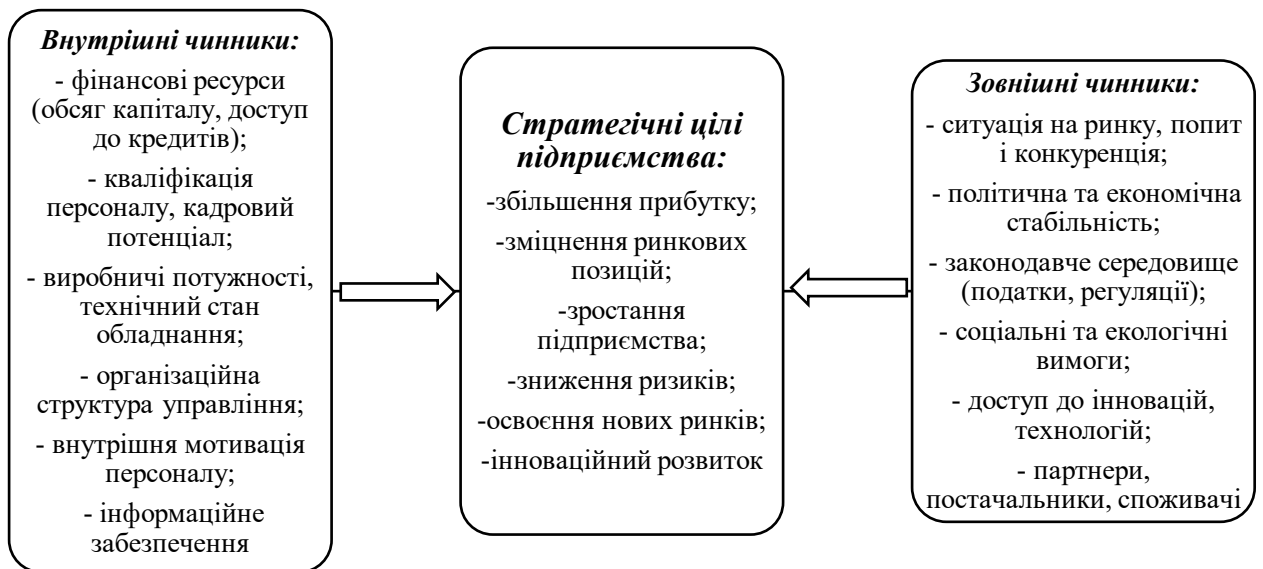 Внутрішні чинники:
- фінансові ресурси
(обсяг капіталу, доступ
до кредитів);
- кваліфікація
персоналу, кадровий
потенціал;
- виробничі потужності,
технічний стан
обладнання;
- організаційна
структура управління;
- внутрішня мотивація
персоналу;
- інформаційне
забезпечення
Стратегічні цілі
підприємства:
-збільшення прибутку;
-зміцнення ринкових
позицій;
-зростання
підприємства;
-зниження ризиків;
-освоєння нових ринків;
-інноваційний розвиток
Зовнішні чинники:
- ситуація на ринку, попит
і конкуренція;
- політична та економічна
стабільність;
- законодавче середовище
(податки, регуляції);
- соціальні та екологічні
вимоги;
- доступ до інновацій,
технологій;
- партнери,
постачальники, споживачі